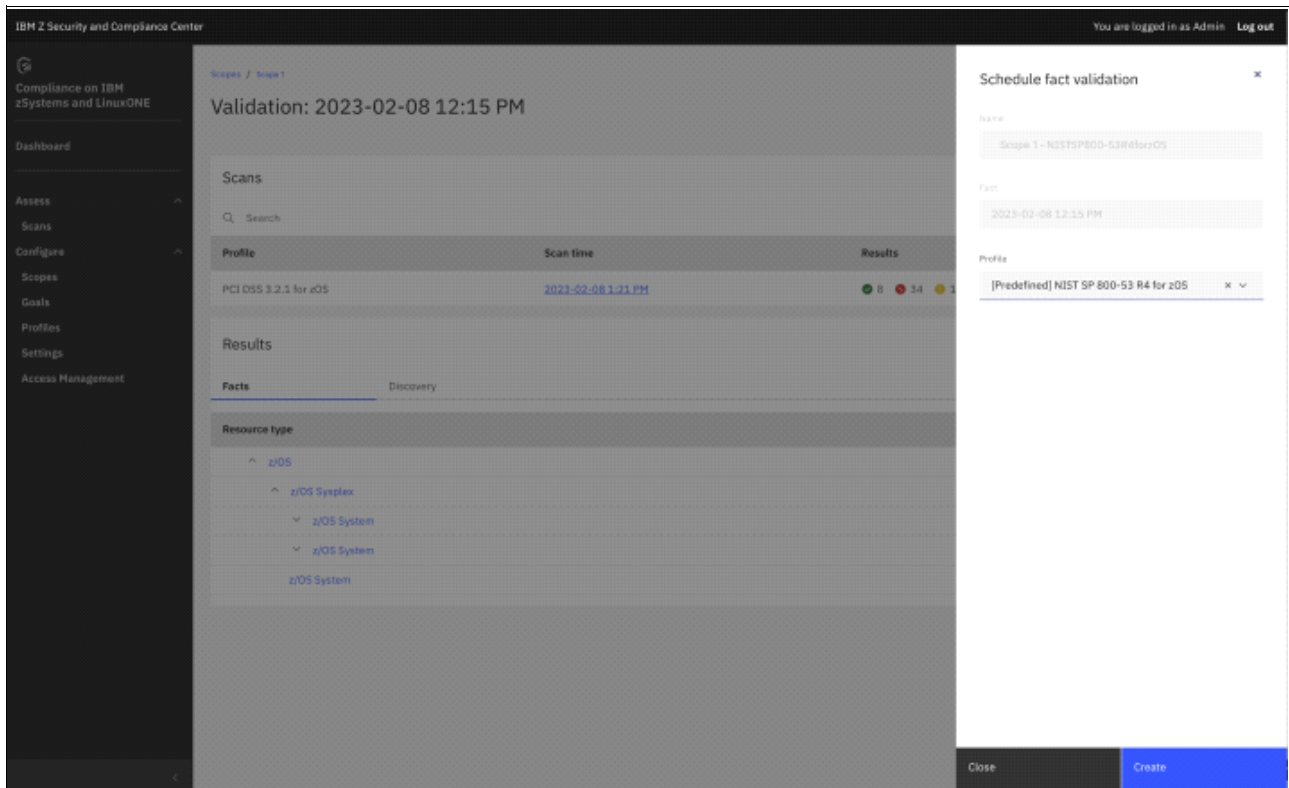 IBM Z Security and Compliance Center
You are logged in as Admin Log out
Compliance on IBM
zSystems and LinuxONE
Dashboard
Assess
Scans
Configure
Scopes
Goals
Profiles
Settings
Access Management
Scopes / Scope 1
Validation: 2023-02-08 12:15 PM
Scans
Search
Profile Scan time Results
PCI DSS 3.2.1 for zOS 2023-02-08 1:21 PM 8 34 1
Results
Facts Discovery
Resource type
z/OS
z/OS Sysplex
z/OS System
z/OS System
z/OS System
Schedule fact validation
Name
Scope 1 - NISTSP800-53R4forzOS
Fact
2023-02-08 12:15 PM
Profile
[Predefined] NIST SP 800-53 R4 for zOS
Close Create